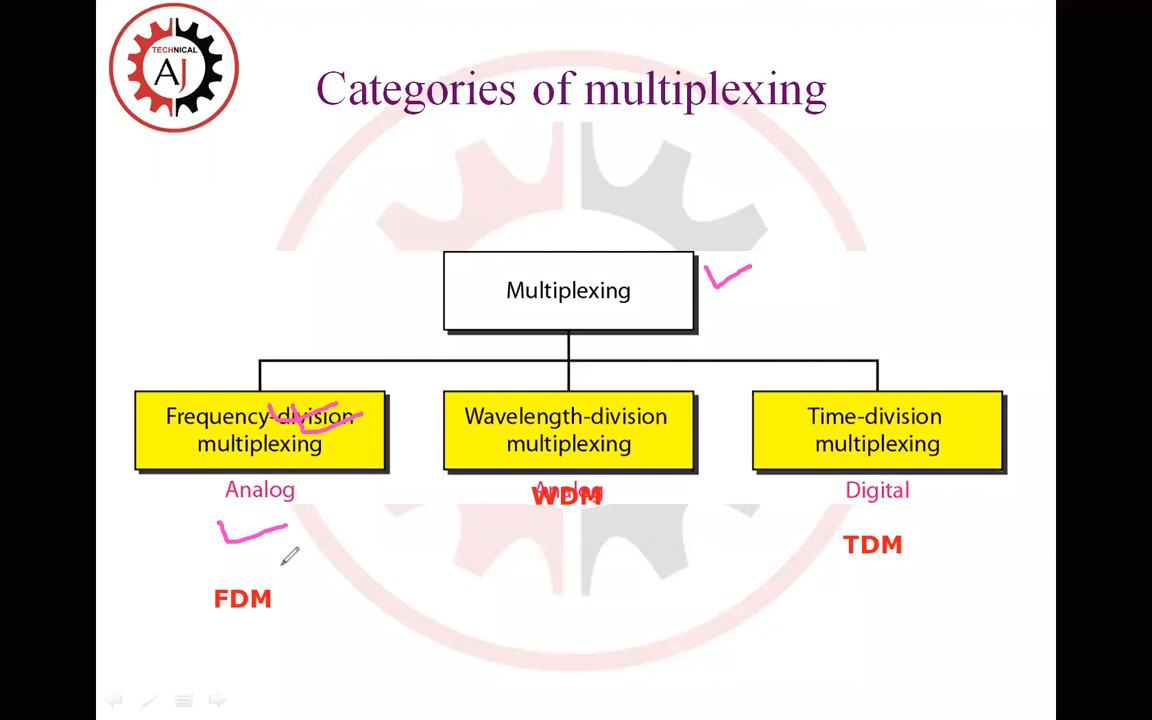 TECHNICAL
AJ
Categories of multiplexing
Multiplexing
Frequency-division
multiplexing
Wavelength-division
multiplexing
Time-division
multiplexing
Analog
Analog
WDM
Digital
TDM
FDM